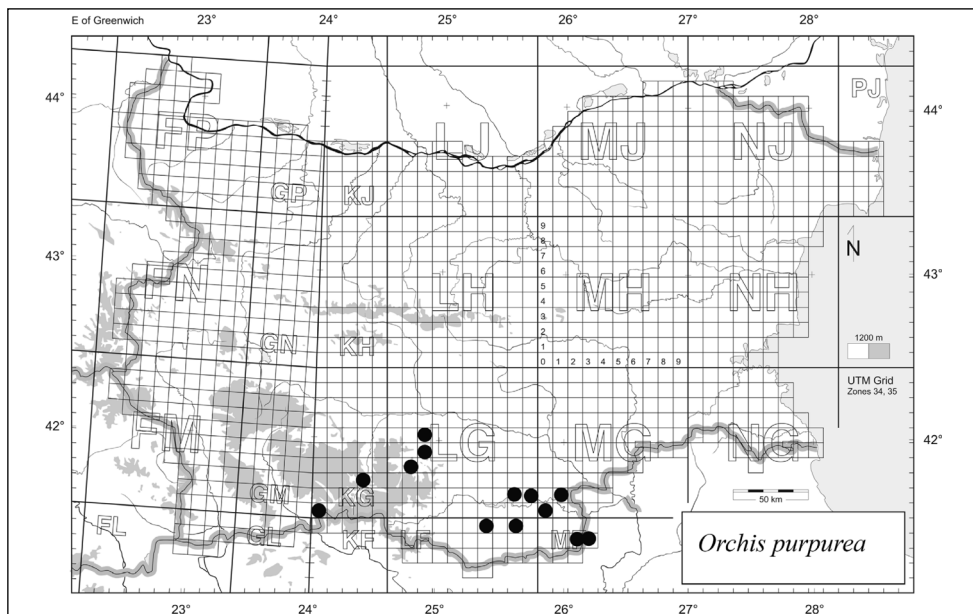 E of Greenwich 23° 24° 25° 26° 27° 28°
44° 44°
PJ
FP LJ MJ NJ
GP KJ
9
8
7
43° 6 43°
N
FN LH MH NH
5
4
3
2
GN KH
1
0 1 2 3 4 5 6 7 8 9
1200 m
UTM Grid
Zones 34, 35
42° 42°
FM LG MG NG
GM KG
50 km
FL GL KF LF MF
Orchis purpurea
23° 24° 25° 26° 27° 28°